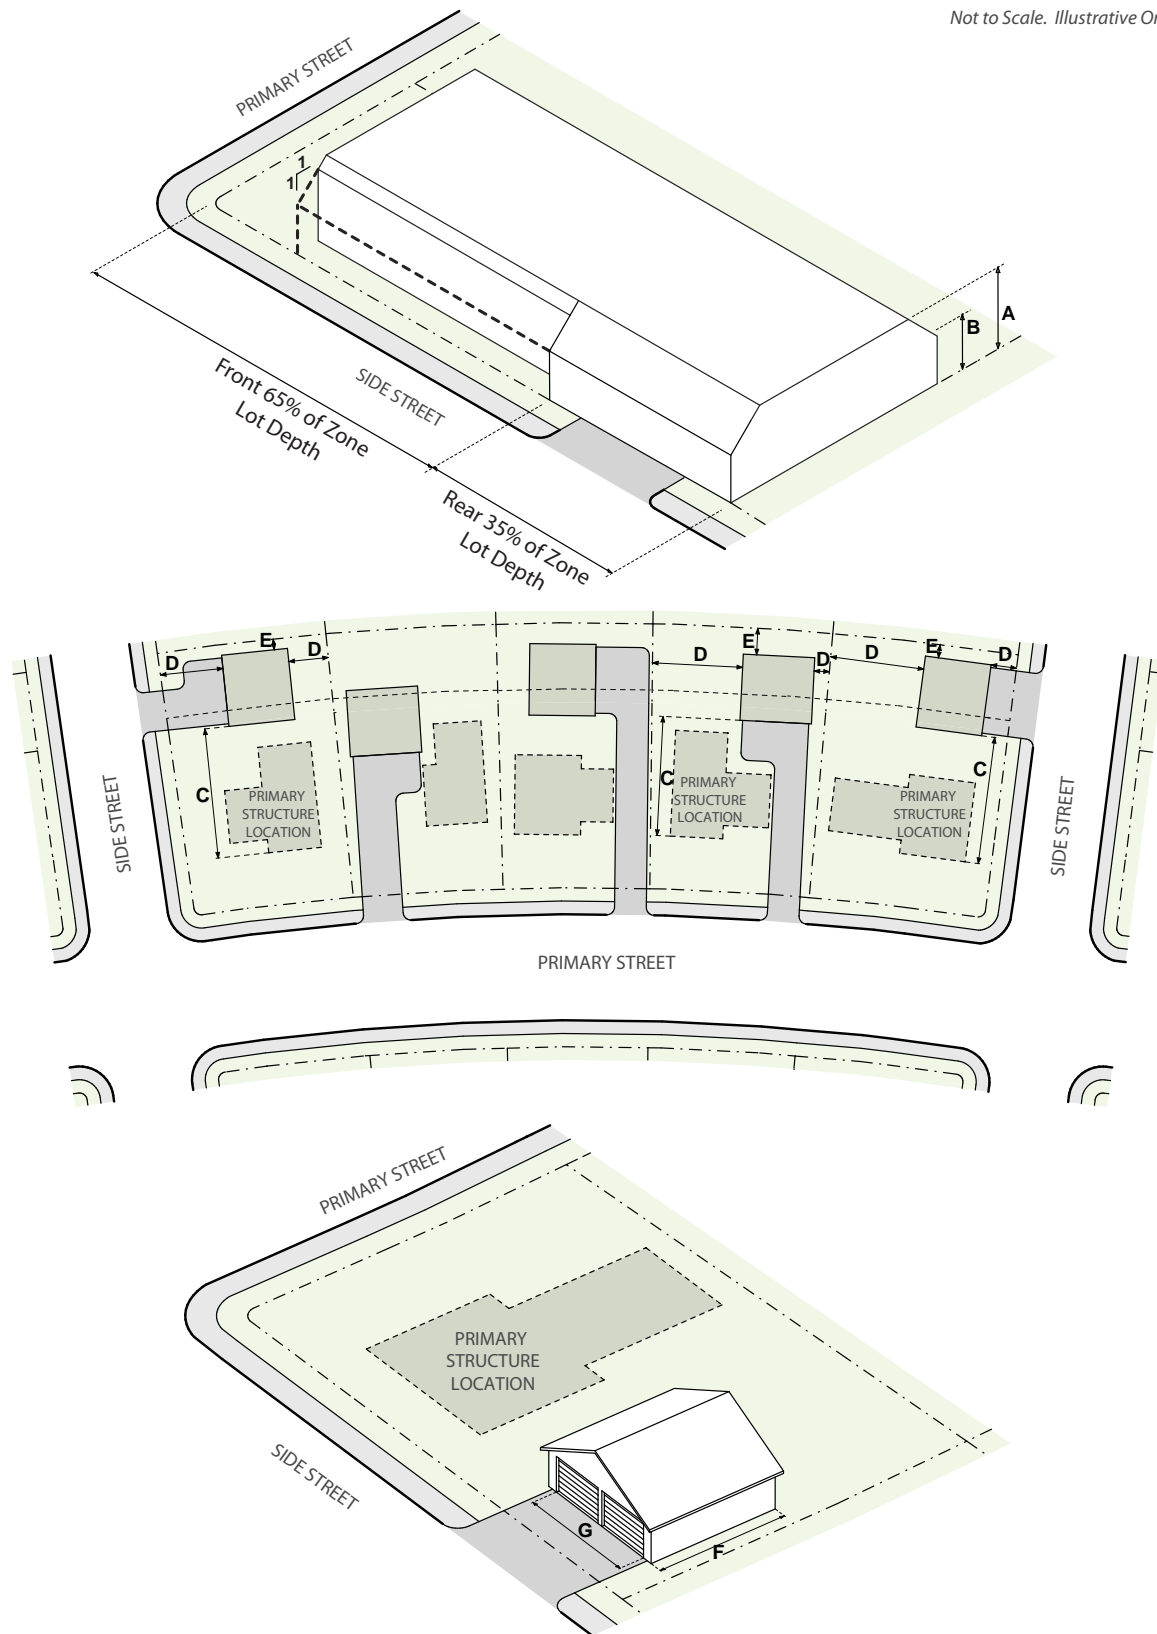 Not to Scale. Illustrative
PRIMARY STREET
1
1
A
B
SIDE STREET
Front 65% of Zone
Lot Depth
Rear 35% of Zone
Lot Depth
E
D
D
E
D
D
D
E
D
C
C
C
PRIMARY
STRUCTURE
LOCATION
PRIMARY
STRUCTURE
LOCATION
PRIMARY
STRUCTURE
LOCATION
SIDE STREET
SIDE STREET
PRIMARY STREET
PRIMARY STREET
PRIMARY
STRUCTURE
LOCATION
SIDE STREET
G
F